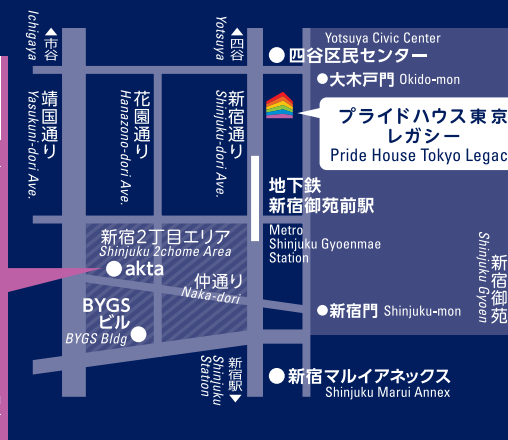 ▲市谷
Ichigaya
▲四谷
Yotsuya
Yotsuya Civic Center
四谷区民センター
大木戸門 Okido-mon
靖国通り
Yasukuni-dori Ave.
花園通り
Hanazono-dori Ave.
新宿通り
Shinjuku-dori Ave.
プライドハウス東京
レガシー
Pride House Tokyo Legac
地下鉄
新宿御苑前駅
Metro
Shinjuku Gyoenmae
Station
新宿2丁目エリア
Shinjuku 2chome Area
akta
仲通り
Naka-dori
新宿御苑
Shinjuku Gyoen
BYGS
ビル
BYGS Bldg
新宿門 Shinjuku-mon
新宿駅▼
Shinjuku
Station
新宿マルイアネックス
Shinjuku Marui Annex